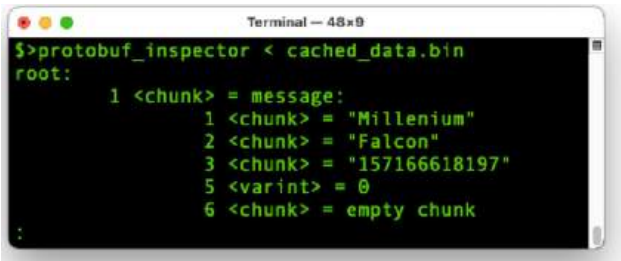 Terminal — 48×9
$>protobuf_inspector < cached_data.bin
root:
1 <chunk> = message:
1 <chunk> = "Millenium"
2 <chunk> = "Falcon"
3 <chunk> = "157166618197"
5 <varint> = 0
6 <chunk> = empty chunk
: